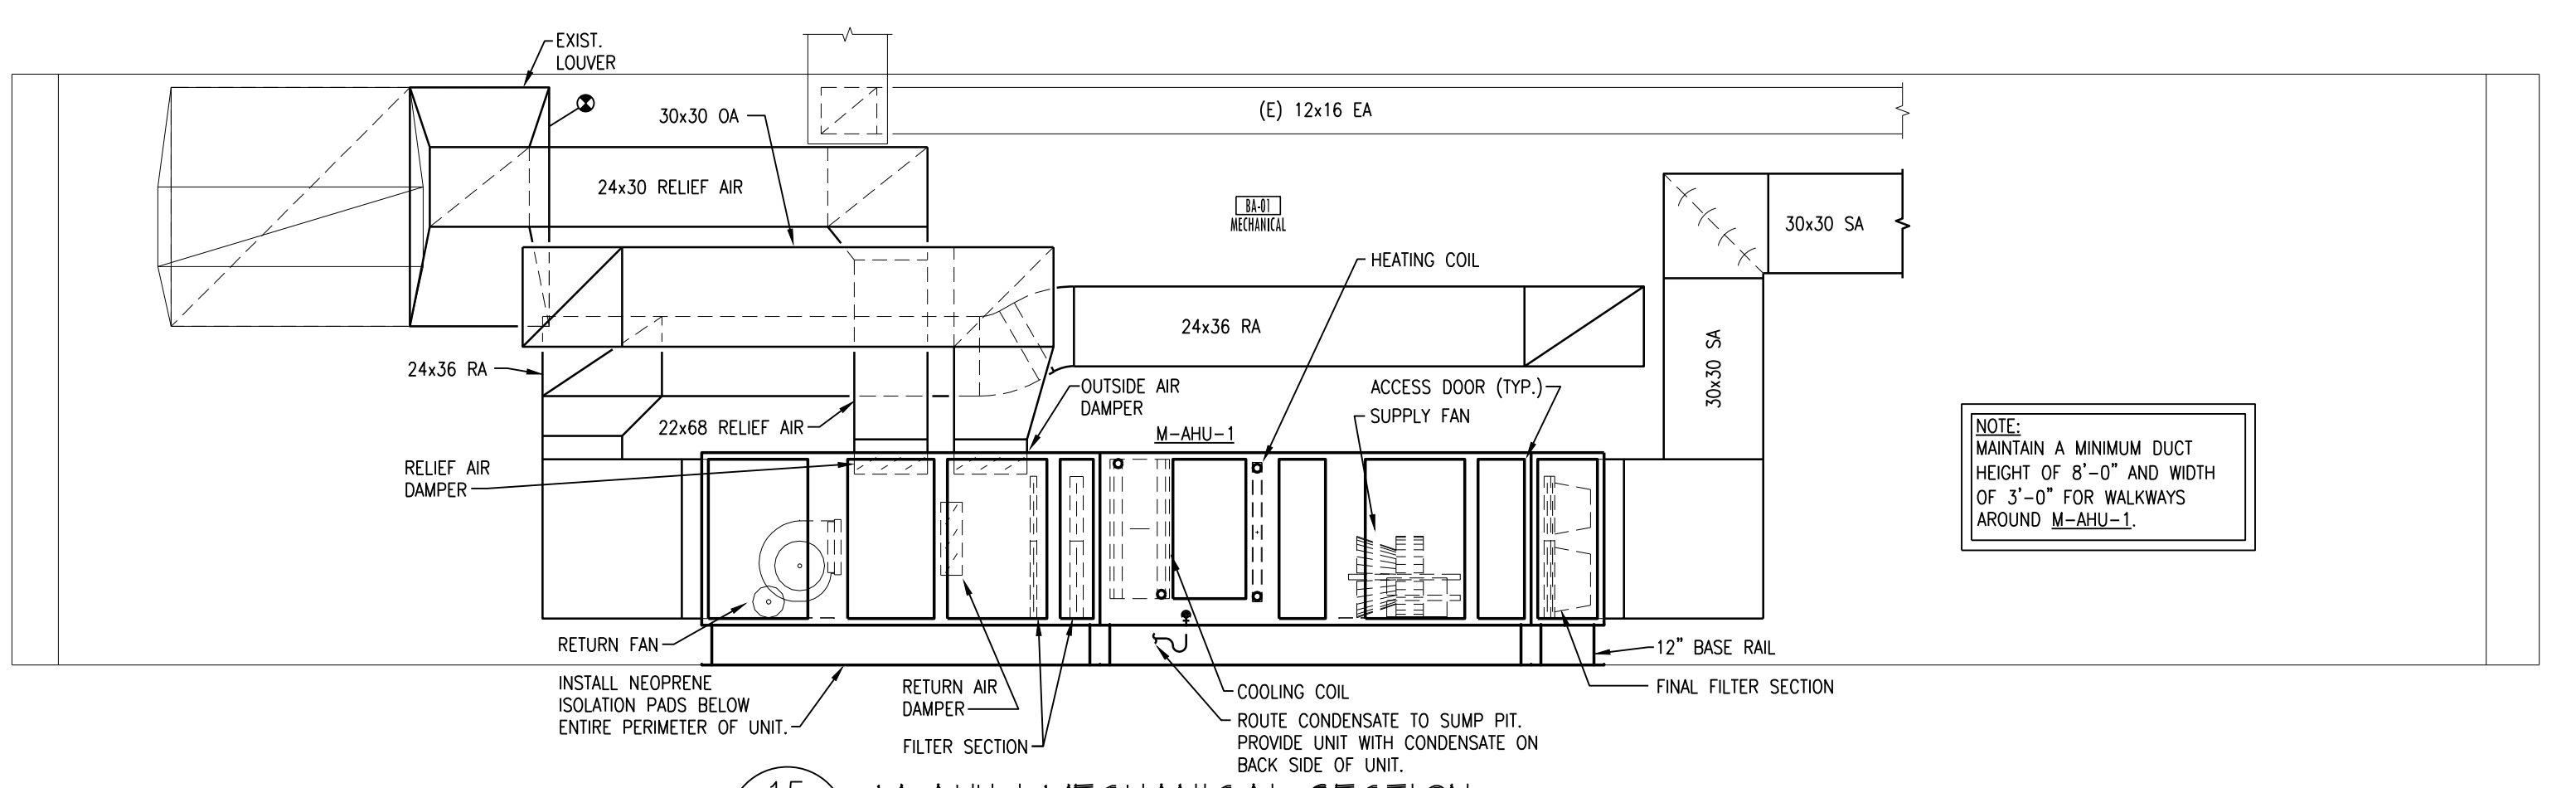 EXIST.
LOUVER
30x30 OA
(E) 12x16 EA
24x30 RELIEF AIR
BA-01
MECHANICAL
30x30 SA
HEATING COIL
24x36 RA
30x30 SA
24x36 RA
OUTSIDE AIR
DAMPER
ACCESS DOOR (TYP.)
SUPPLY FAN
22x68 RELIEF AIR
M-AHU-1
RELIEF AIR
DAMPER
NOTE:
MAINTAIN A MINIMUM DUCT
HEIGHT OF 8'-0" AND WIDTH
OF 3'-0" FOR WALKWAYS
AROUND M-AHU-1.
RETURN FAN
12" BASE RAIL
INSTALL NEOPRENE
ISOLATION PADS BELOW
ENTIRE PERIMETER OF UNIT.
RETURN AIR
DAMPER
FILTER SECTION
COOLING COIL
FINAL FILTER SECTION
ROUTE CONDENSATE TO SUMP PIT.
PROVIDE UNIT WITH CONDENSATE ON
BACK SIDE OF UNIT.